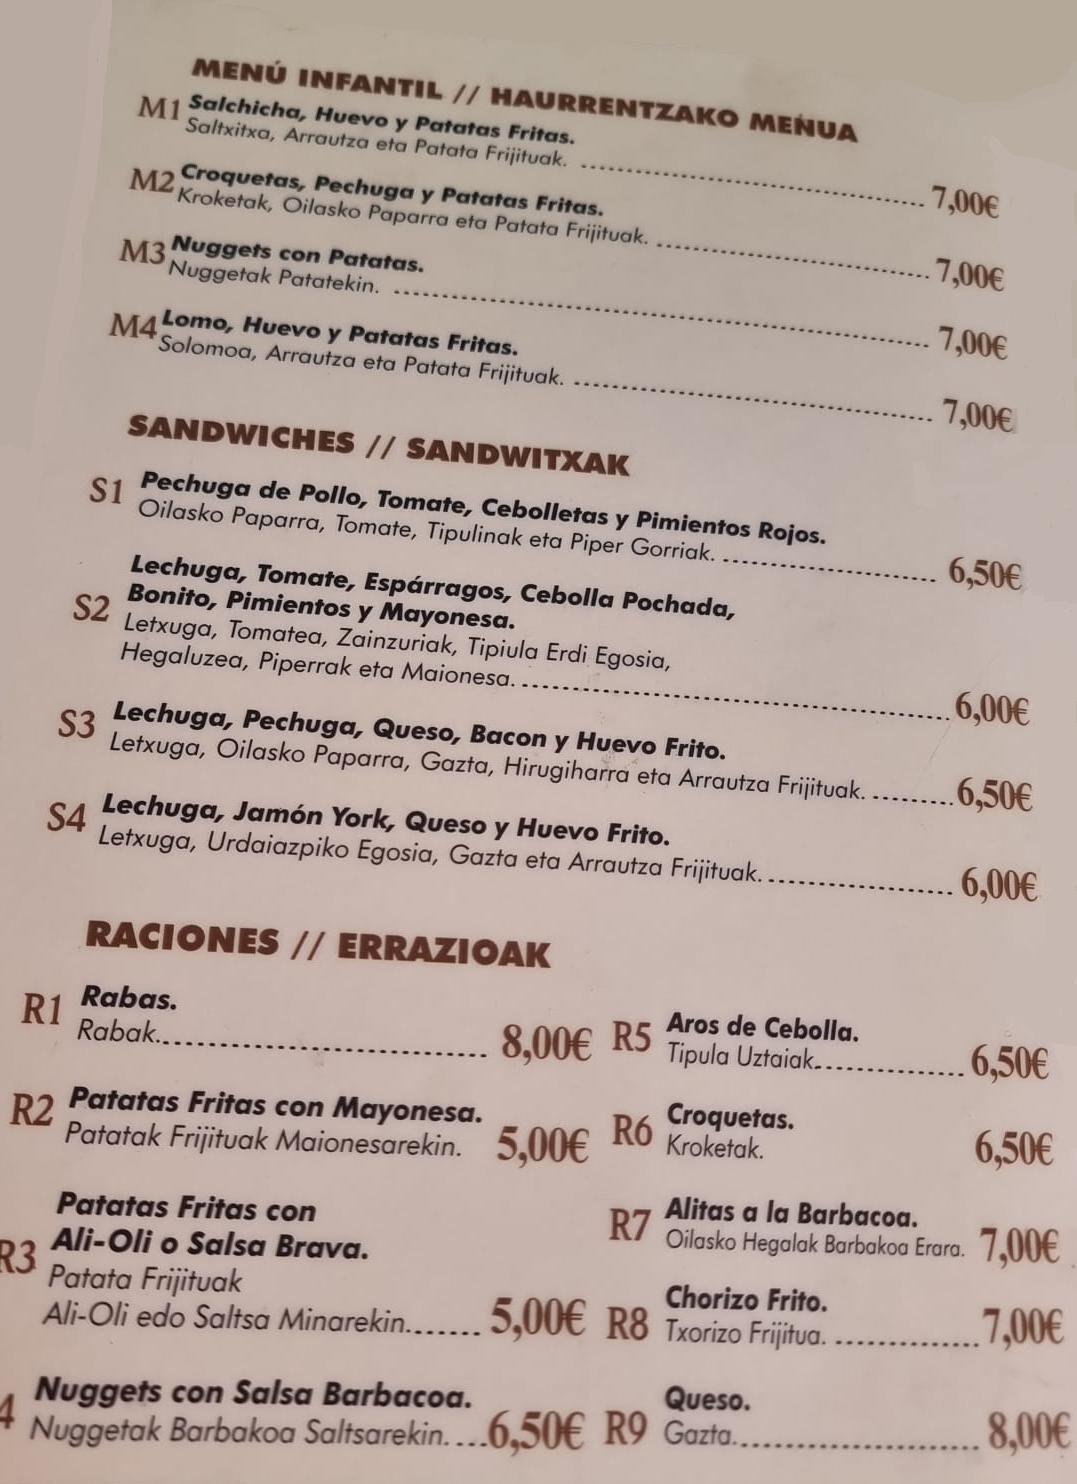 MENÚ INFANTIL // HAURRENTZAKO MENUA
M1 Salchicha, Huevo y Patatas Fritas.
Saltxitxa, Arrautza eta Patata Frijituak. 7,00€
M2 Croquetas, Pechuga y Patatas Fritas.
Kroketak, Oilasko Paparra eta Patata Frijituak. 7,00€
M3 Nuggets con Patatas.
Nuggetak Patatekin. 7,00€
M4 Lomo, Huevo y Patatas Fritas.
Solomoa, Arrautza eta Patata Frijituak. 7,00€
SANDWICHES // SANDWITXAK
S1 Pechuga de Pollo, Tomate, Cebolletas y Pimientos Rojos.
Oilasko Paparra, Tomate, Tipulinak eta Piper Gorriak. 6,50€
Lechuga, Tomate, Espárragos, Cebolla Pochada,
S2 Bonito, Pimientos y Mayonesa.
Letxuga, Tomatea, Zainzuriak, Tipiula Erdi Egosia,
Hegaluzea, Piperrak eta Maionesa. 6,00€
S3 Lechuga, Pechuga, Queso, Bacon y Huevo Frito.
Letxuga, Oilasko Paparra, Gazta, Hirugiharra eta Arrautza Frijituak. 6,50€
S4 Lechuga, Jamón York, Queso y Huevo Frito.
Letxuga, Urdaiazpiko Egosia, Gazta eta Arrautza Frijituak. 6,00€
RACIONES // ERRAZIOAK
R1 Rabas.
Rabak. 8,00€
R2 Patatas Fritas con Mayonesa.
Patatak Frijituak Maionesarekin. 5,00€
Patatas Fritas con
R3 Ali-Oli o Salsa Brava.
Patata Frijituak
Ali-Oli edo Saltsa Minarekin. 5,00€
4 Nuggets con Salsa Barbacoa.
Nuggetak Barbakoa Saltsarekin. 6,50€
R5 Aros de Cebolla.
Tipula Uztaiak. 6,50€
R6 Croquetas.
Kroketak. 6,50€
R7 Alitas a la Barbacoa.
Oilasko Hegalak Barbakoa Erara. 7,00€
R8 Chorizo Frito.
Txorizo Frijitua. 7,00€
R9 Queso.
Gazta. 8,00€